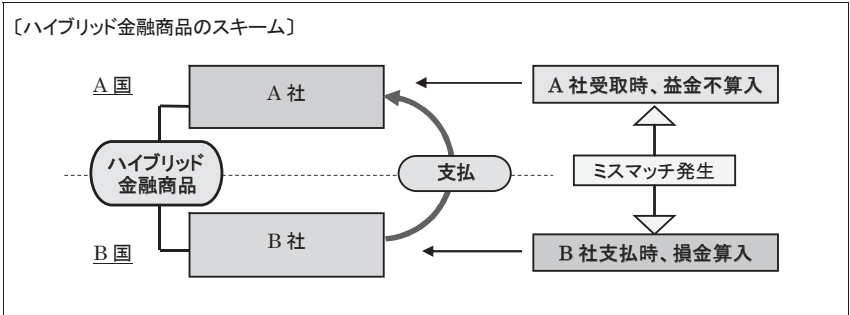 〔ハイブリッド金融商品のスキーム〕
A 国
A 社
A 社受取時、益金不算入
ハイブリッド
金融商品
支払
ミスマッチ発生
B 国
B 社
B 社支払時、損金算入